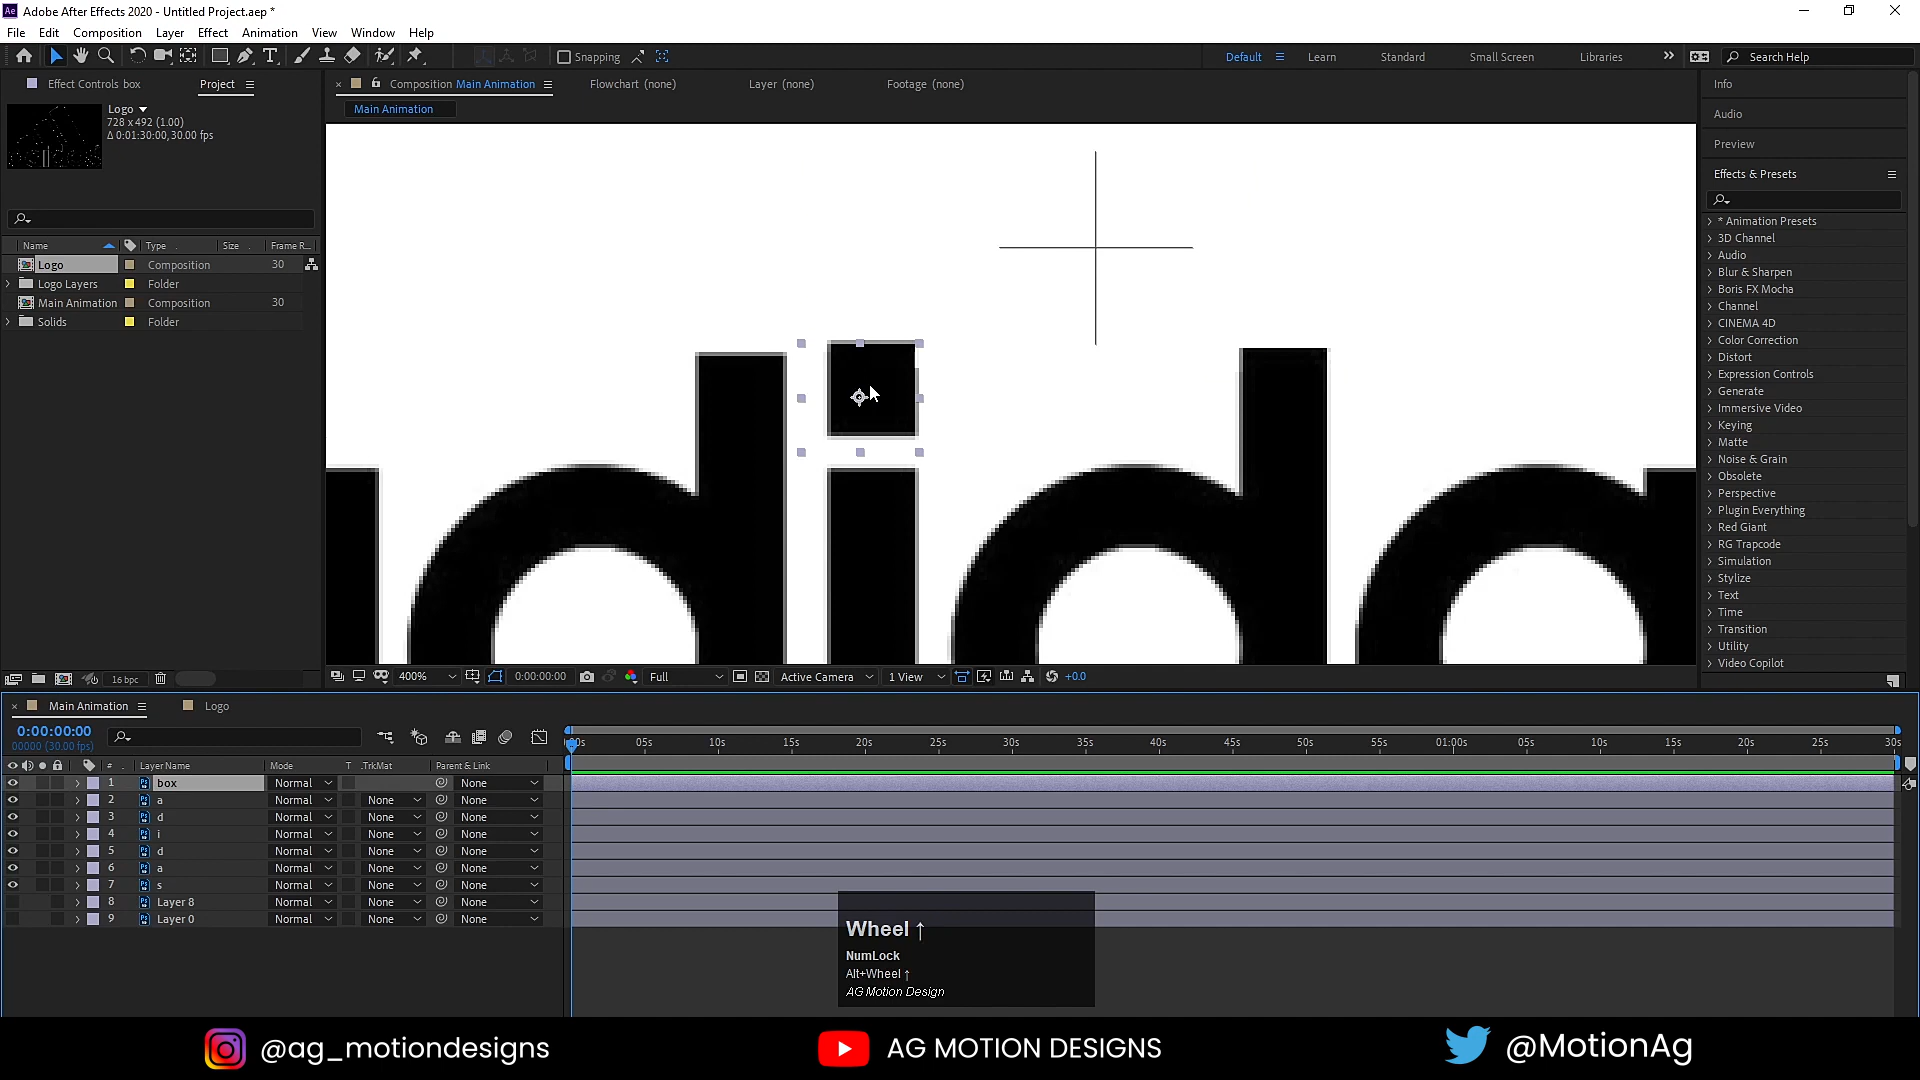 Adobe After Effects 2020 - Untitled Project.aep *
File Edit Composition Layer Effect Animation View Window Help
Snapping
Default Learn Standard Small Screen Libraries Search Help
Effect Controls box Project
Composition Main Animation Flowchart (none) Layer (none) Footage (none)
Main Animation
Logo
728 x 492 (1.00)
Δ 0:01:30:00, 30.00 fps
Name Type Size Frame R...
Logo Composition 30
Logo Layers Folder
Main Animation Composition 30
Solids Folder
16 bpc
dida
400% 0:00:00:00 Full Active Camera 1 View +0.0
Info
Audio
Preview
Effects & Presets
* Animation Presets
3D Channel
Audio
Blur & Sharpen
Boris FX Mocha
Channel
CINEMA 4D
Color Correction
Distort
Expression Controls
Generate
Immersive Video
Keying
Matte
Noise & Grain
Obsolete
Perspective
Plugin Everything
Red Giant
RG Trapcode
Simulation
Stylize
Text
Time
Transition
Utility
Video Copilot
Main Animation Logo
0:00:00:00
00000 (30.00 fps)
:00s 05s 10s 15s 20s 25s 30s 35s 40s 45s 50s 55s 01:00s 05s 10s 15s 20s 25s 30s
# Layer Name Mode T .TrkMat Parent & Link
1 box Normal None
2 a Normal None None
3 d Normal None None
4 i Normal None None
5 d Normal None None
6 a Normal None None
7 s Normal None None
8 Layer 8 Normal None None
9 Layer 0 Normal None None
Wheel ↑
NumLock
Alt+Wheel ↑
AG Motion Design
@ag_motiondesigns AG MOTION DESIGNS @MotionAg